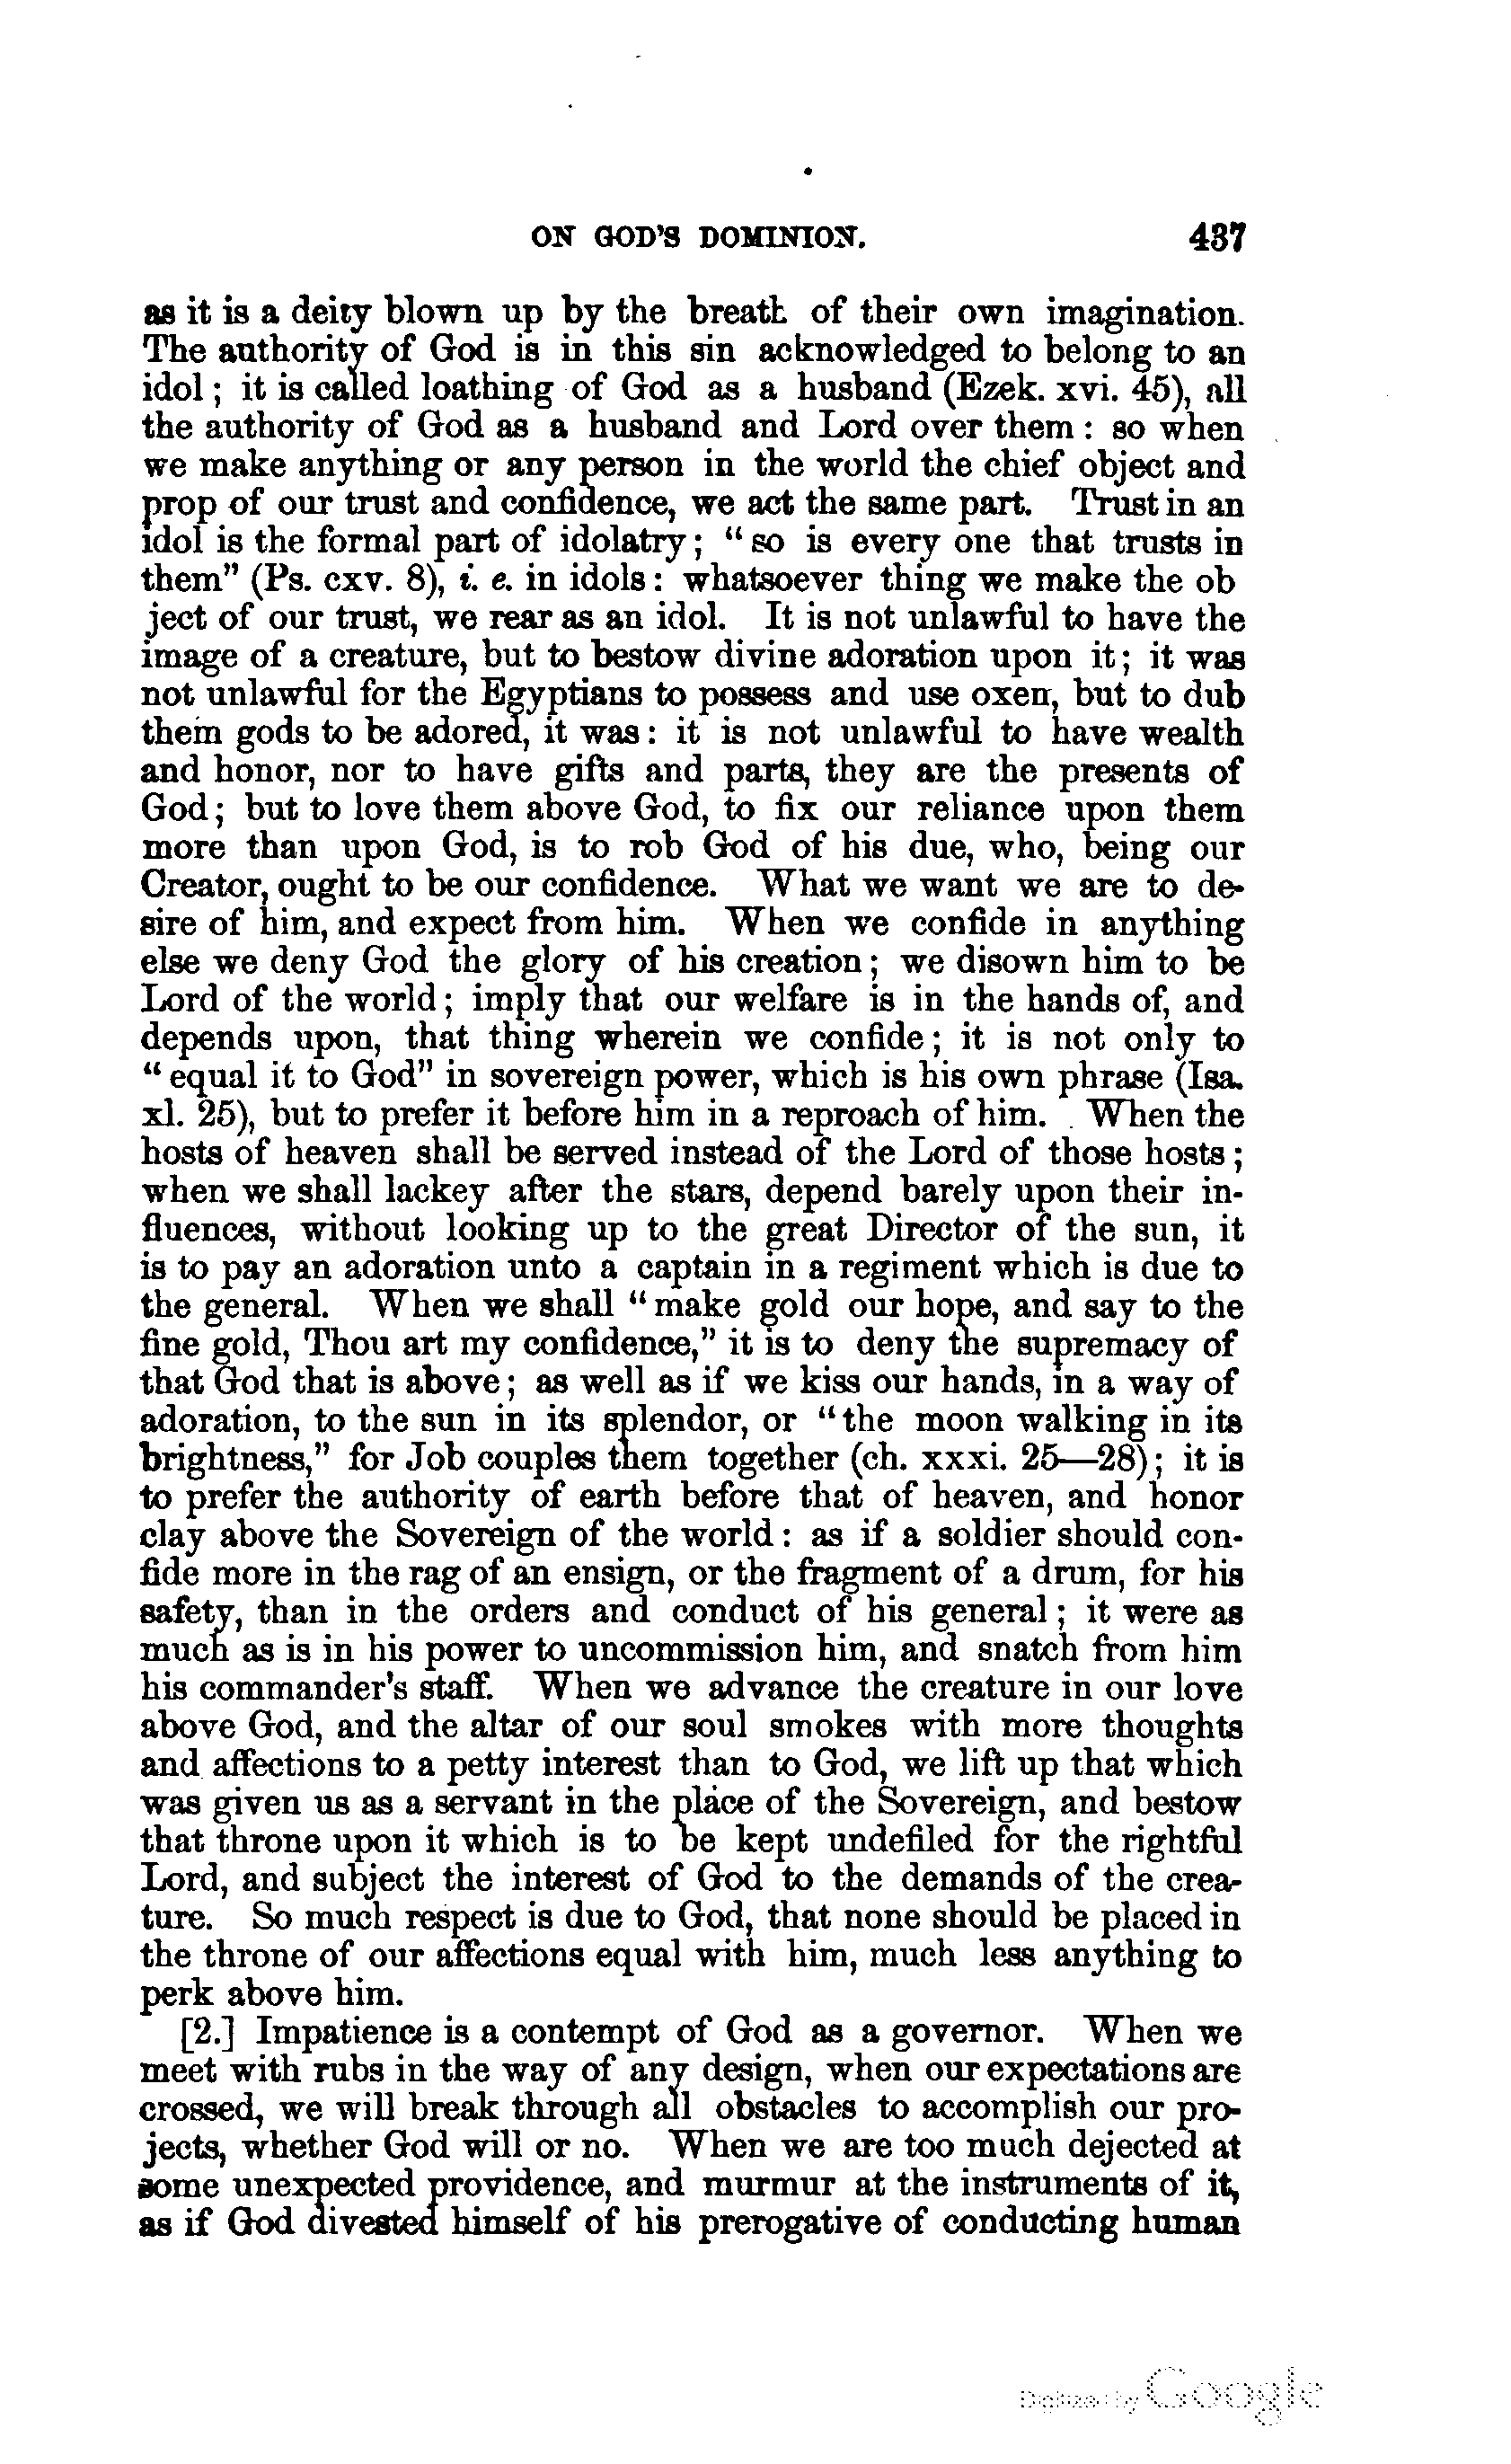 ON GOD'S DOMINION. 437
as it is a deity blown up by the breath of their own imagination.
The authority of God is in this sin acknowledged to belong to an
idol; it is called loathing of God as a husband (Ezek. xvi. 45), all
the authority of God as a husband and Lord over them: so when
we make anything or any person in the world the chief object and
prop of our trust and confidence, we act the same part. Trust in an
idol is the formal part of idolatry; "so is every one that trusts in
them" (Ps. cxv. 8), i. e. in idols: whatsoever thing we make the ob
ject of our trust, we rear as an idol. It is not unlawful to have the
image of a creature, but to bestow divine adoration upon it; it was
not unlawful for the Egyptians to possess and use oxen, but to dub
them gods to be adored, it was: it is not unlawful to have wealth
and honor, nor to have gifts and parts, they are the presents of
God; but to love them above God, to fix our reliance upon them
more than upon God, is to rob God of his due, who, being our
Creator, ought to be our confidence. What we want we are to de-
sire of him, and expect from him. When we confide in anything
else we deny God the glory of his creation; we disown him to be
Lord of the world; imply that our welfare is in the hands of, and
depends upon, that thing wherein we confide; it is not only to
"equal it to God" in sovereign power, which is his own phrase (Isa.
xl. 25), but to prefer it before him in a reproach of him. When the
hosts of heaven shall be served instead of the Lord of those hosts;
when we shall lackey after the stars, depend barely upon their in-
fluences, without looking up to the great Director of the sun, it
is to pay an adoration unto a captain in a regiment which is due to
the general. When we shall "make gold our hope, and say to the
fine gold, Thou art my confidence," it is to deny the supremacy of
that God that is above; as well as if we kiss our hands, in a way of
adoration, to the sun in its splendor, or "the moon walking in its
brightness," for Job couples them together (ch. xxxi. 25—28); it is
to prefer the authority of earth before that of heaven, and honor
clay above the Sovereign of the world: as if a soldier should con-
fide more in the rag of an ensign, or the fragment of a drum, for his
safety, than in the orders and conduct of his general; it were as
much as is in his power to uncommission him, and snatch from him
his commander's staff. When we advance the creature in our love
above God, and the altar of our soul smokes with more thoughts
and affections to a petty interest than to God, we lift up that which
was given us as a servant in the place of the Sovereign, and bestow
that throne upon it which is to be kept undefiled for the rightful
Lord, and subject the interest of God to the demands of the crea-
ture. So much respect is due to God, that none should be placed in
the throne of our affections equal with him, much less anything to
perk above him.
[2.] Impatience is a contempt of God as a governor. When we
meet with rubs in the way of any design, when our expectations are
crossed, we will break through all obstacles to accomplish our pro-
jects, whether God will or no. When we are too much dejected at
some unexpected providence, and murmur at the instruments of it,
as if God divested himself of his prerogative of conducting human
Digitized by Google